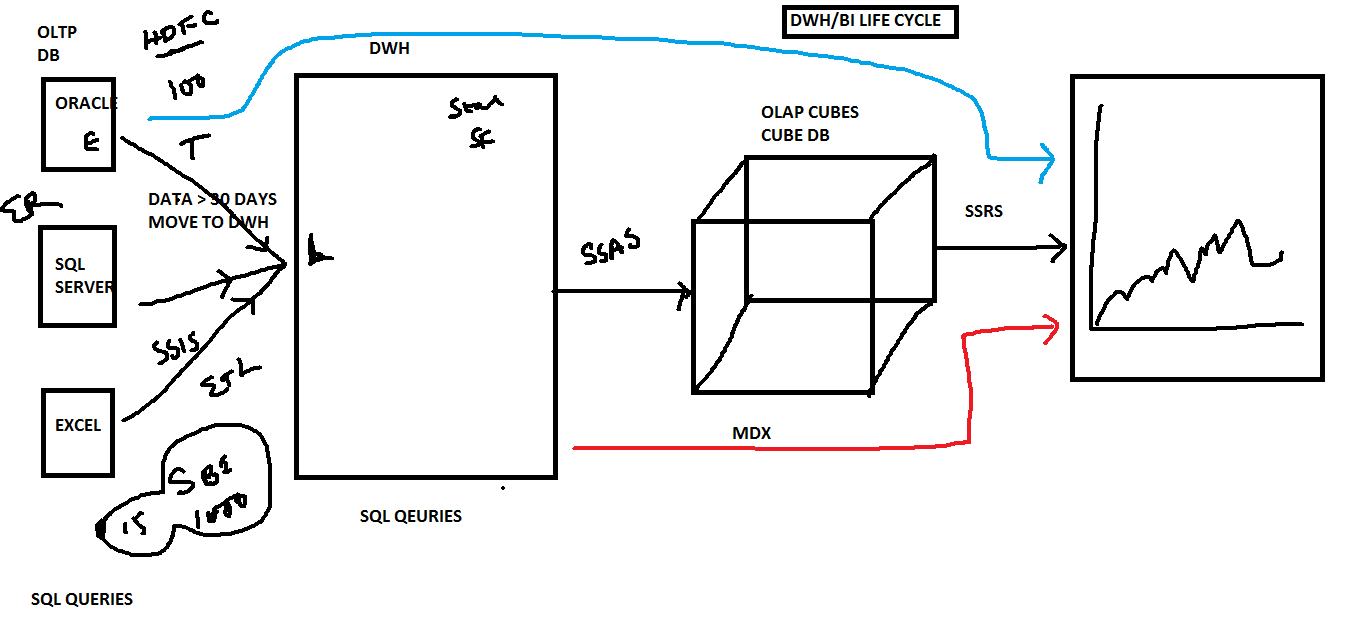 DWH/BI LIFE CYCLE
OLTP
DB
HDFC
100
DWH
ORACLE
E
T
Star
SF
OLAP CUBES
CUBE DB
DATA > 30 DAYS
MOVE TO DWH
ER
SQL
SERVER
L
SSAS
SSRS
SSIS
ETL
EXCEL
MDX
SBI
1000
15
SQL QEURIES
SQL QUERIES